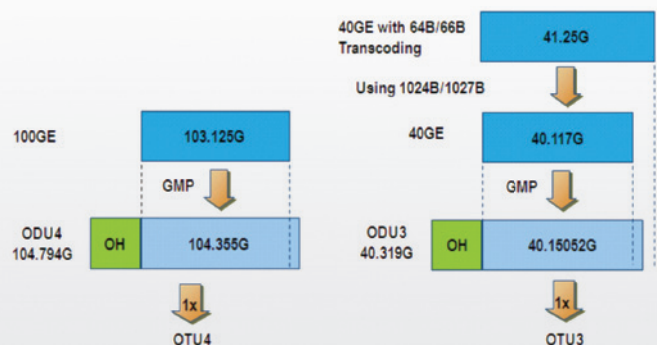 40GE with 64B/66B
Transcoding
41.25G
Using 1024B/1027B
100GE
103.125G
40GE
40.117G
GMP
GMP
ODU4
104.794G
OH
104.355G
ODU3
40.319G
OH
40.15052G
1x
1x
OTU4
OTU3